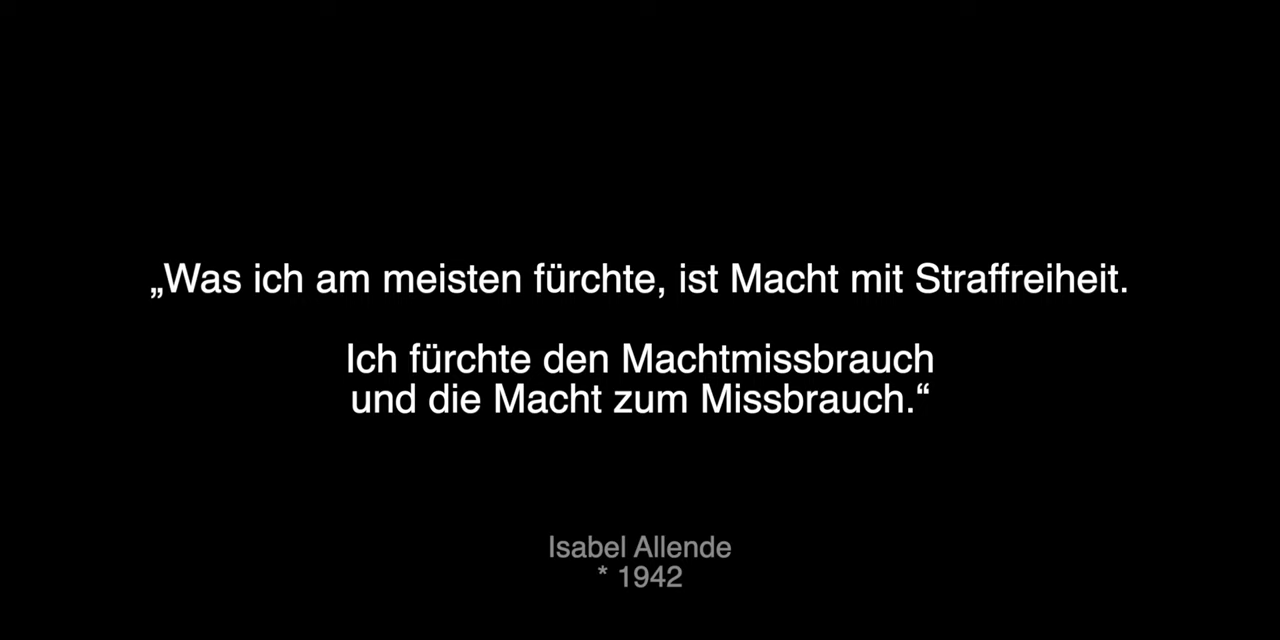 „Was ich am meisten fürchte, ist Macht mit Straffreiheit.
Ich fürchte den Machtmissbrauch
und die Macht zum Missbrauch.“
Isabel Allende
* 1942